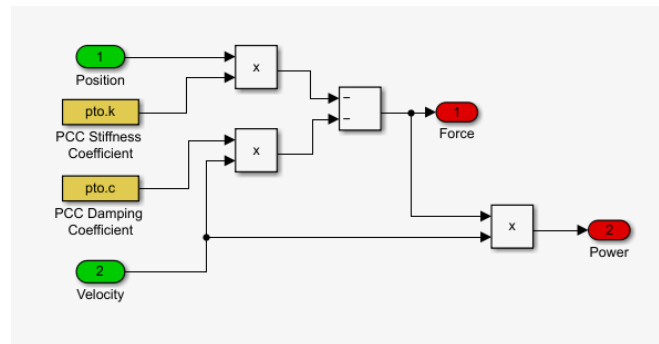 1
Position
x
pto.k
PCC Stiffness
Coefficient
−
−
1
Force
x
pto.c
PCC Damping
Coefficient
x
2
Power
2
Velocity